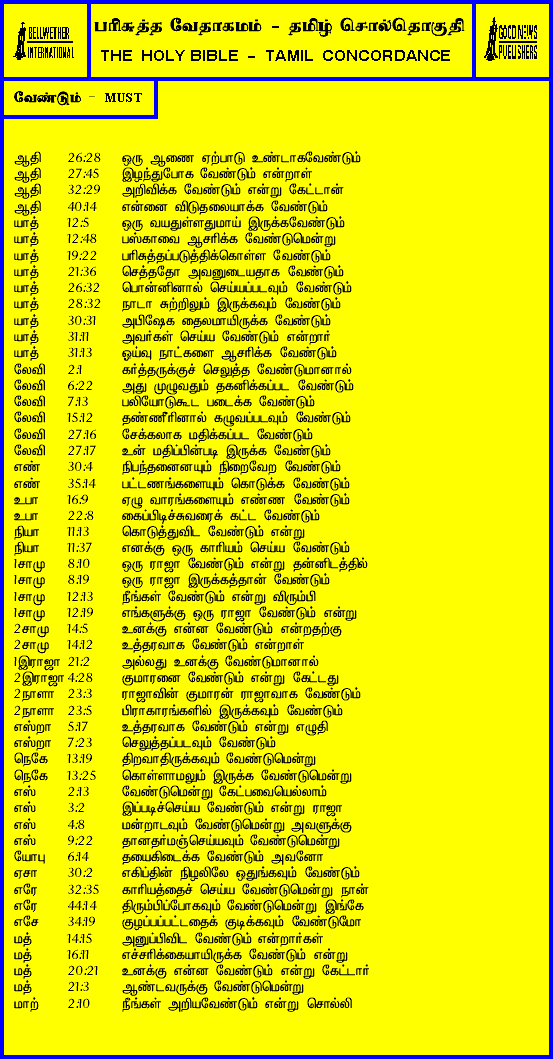 BELLWETHER
INTERNATIONAL
பரிசுத்த வேதாகமம் - தமிழ் சொல்தொகுதி
THE HOLY BIBLE - TAMIL CONCORDANCE
GOOD NEWS
PUBLISHERS
வேண்டும் - MUST
ஆதி 26:28 ஒரு ஆணை ஏற்பாடு உண்டாகவேண்டும்
ஆதி 27:45 இழந்துபோக வேண்டும் என்றாள்
ஆதி 32:29 அறிவிக்க வேண்டும் என்று கேட்டான்
ஆதி 40:14 என்னை விடுதலையாக்க வேண்டும்
யாத் 12:5 ஒரு வயதுள்ளதுமாய் இருக்கவேண்டும்
யாத் 12:48 பஸ்காவை ஆசரிக்க வேண்டுமென்று
யாத் 19:22 பரிசுத்தப்படுத்திக்கொள்ள வேண்டும்
யாத் 21:36 செத்ததோ அவனுடையதாக வேண்டும்
யாத் 26:32 பொன்னினால் செய்யப்படவும் வேண்டும்
யாத் 28:32 நாடா சுற்றிலும் இருக்கவும் வேண்டும்
யாத் 30:31 அபிஷேக தைலமாயிருக்க வேண்டும்
யாத் 31:11 அவர்கள் செய்ய வேண்டும் என்றார்
யாத் 31:13 ஓய்வு நாட்களை ஆசரிக்க வேண்டும்
லேவி 2:1 கர்த்தருக்குச் செலுத்த வேண்டுமானால்
லேவி 6:22 அது முழுவதும் தகனிக்கப்பட வேண்டும்
லேவி 7:13 பலியோடுகூட படைக்க வேண்டும்
லேவி 15:12 தண்ணீரினால் கழுவப்படவும் வேண்டும்
லேவி 27:16 சேக்கலாக மதிக்கப்பட வேண்டும்
லேவி 27:17 உன் மதிப்பின்படி இருக்க வேண்டும்
எண் 30:4 நிபந்தனைனயும் நிறைவேற வேண்டும்
எண் 35:14 பட்டணங்களையும் கொடுக்க வேண்டும்
உபா 16:9 ஏழு வாரங்களையும் எண்ண வேண்டும்
உபா 22:8 கைப்பிடிச்சுவரைக் கட்ட வேண்டும்
நியா 11:13 கொடுத்துவிட வேண்டும் என்று
நியா 11:37 எனக்கு ஒரு காரியம் செய்ய வேண்டும்
1சாமு 8:10 ஒரு ராஜா வேண்டும் என்று தன்னிடத்தில்
1சாமு 8:19 ஒரு ராஜா இருக்கத்தான் வேண்டும்
1சாமு 12:13 நீங்கள் வேண்டும் என்று விரும்பி
1சாமு 12:19 எங்களுக்கு ஒரு ராஜா வேண்டும் என்று
2சாமு 14:5 உனக்கு என்ன வேண்டும் என்றதற்கு
2சாமு 14:12 உத்தரவாக வேண்டும் என்றாள்
1இராஜா 21:2 அல்லது உனக்கு வேண்டுமானால்
2இராஜா 4:28 குமாரனை வேண்டும் என்று கேட்டது
2நாளா 23:3 ராஜாவின் குமாரன் ராஜாவாக வேண்டும்
2நாளா 23:5 பிராகாரங்களில் இருக்கவும் வேண்டும்
எஸ்றா 5:17 உத்தரவாக வேண்டும் என்று எழுதி
எஸ்றா 7:23 செலுத்தப்படவும் வேண்டும்
நெகே 13:19 திறவாதிருக்கவும் வேண்டுமென்று
நெகே 13:25 கொள்ளாமலும் இருக்க வேண்டுமென்று
எஸ் 2:13 வேண்டுமென்று கேட்பவையெல்லாம்
எஸ் 3:2 இப்படிச்செய்ய வேண்டும் என்று ராஜா
எஸ் 4:8 மன்றாடவும் வேண்டுமென்று அவளுக்கு
எஸ் 9:22 தானதர்மஞ்செய்யவும் வேண்டுமென்று
யோபு 6:14 தயைகிடைக்க வேண்டும் அவனோ
ஏசா 30:2 எகிப்தின் நிழலிலே ஒதுங்கவும் வேண்டும்
எரே 32:35 காரியத்தைச் செய்ய வேண்டுமென்று நான்
எரே 44:14 திரும்பிப்போகவும் வேண்டுமென்று இங்கே
எசே 34:19 குழப்பப்பட்டதைக் குடிக்கவும் வேண்டுமோ
மத் 14:15 அனுப்பிவிட வேண்டும் என்றார்கள்
மத் 16:11 எச்சரிக்கையாயிருக்க வேண்டும் என்று
மத் 20:21 உனக்கு என்ன வேண்டும் என்று கேட்டார்
மத் 21:3 ஆண்டவருக்கு வேண்டுமென்று
மாற் 2:10 நீங்கள் அறியவேண்டும் என்று சொல்லி